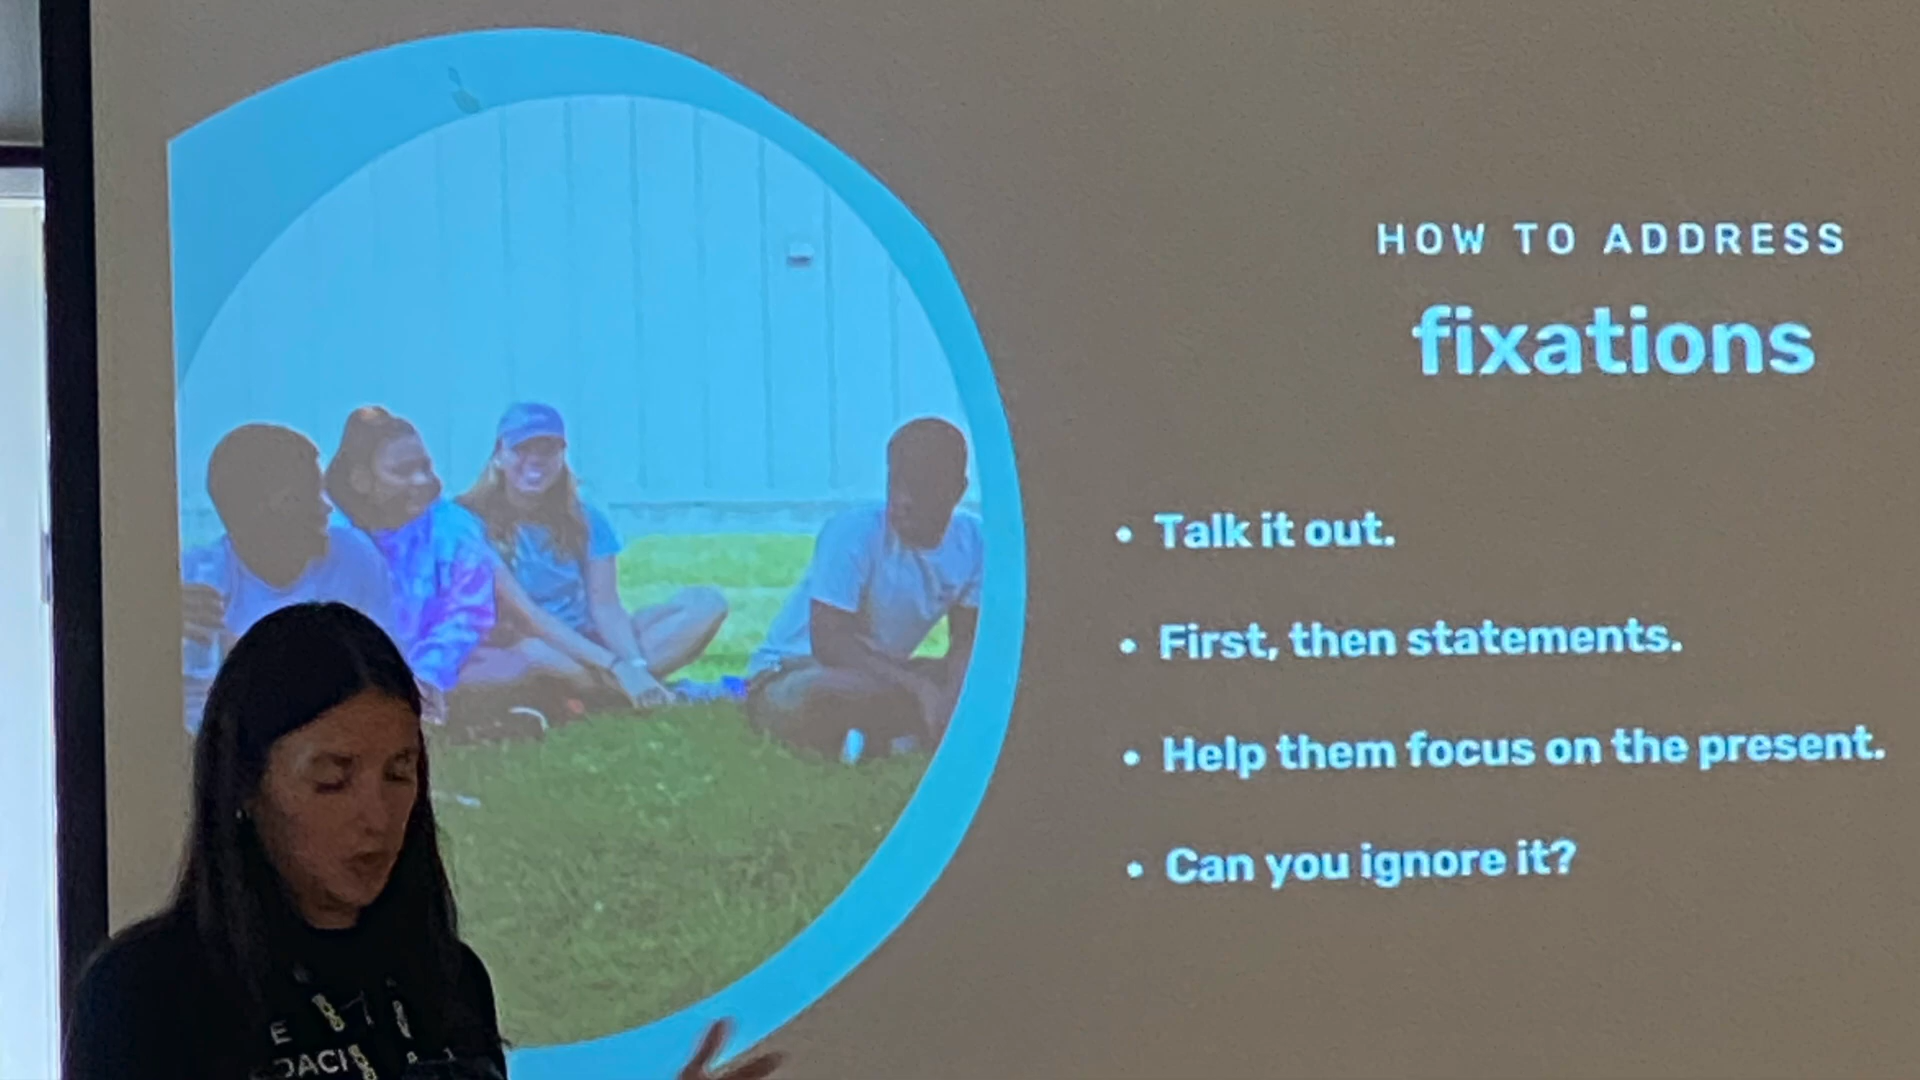 HOW TO ADDRESS
fixations
• Talk it out.
• First, then statements.
• Help them focus on the present.
• Can you ignore it?